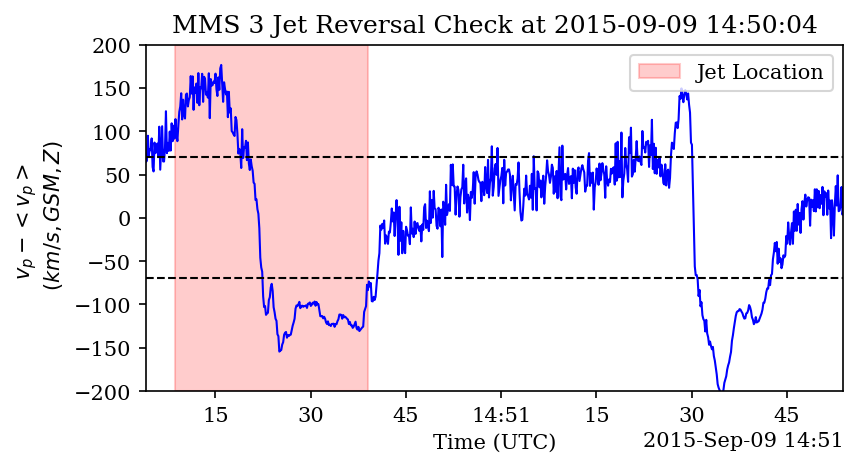 MMS 3 Jet Reversal Check at 2015-09-09 14:50:04
200
150
100
50
0
−50
−100
−150
−200
v_p − <v_p>
(km/s, GSM, Z)
Jet Location
15 30 45 14:51 15 30 45
Time (UTC)
2015-Sep-09 14:51